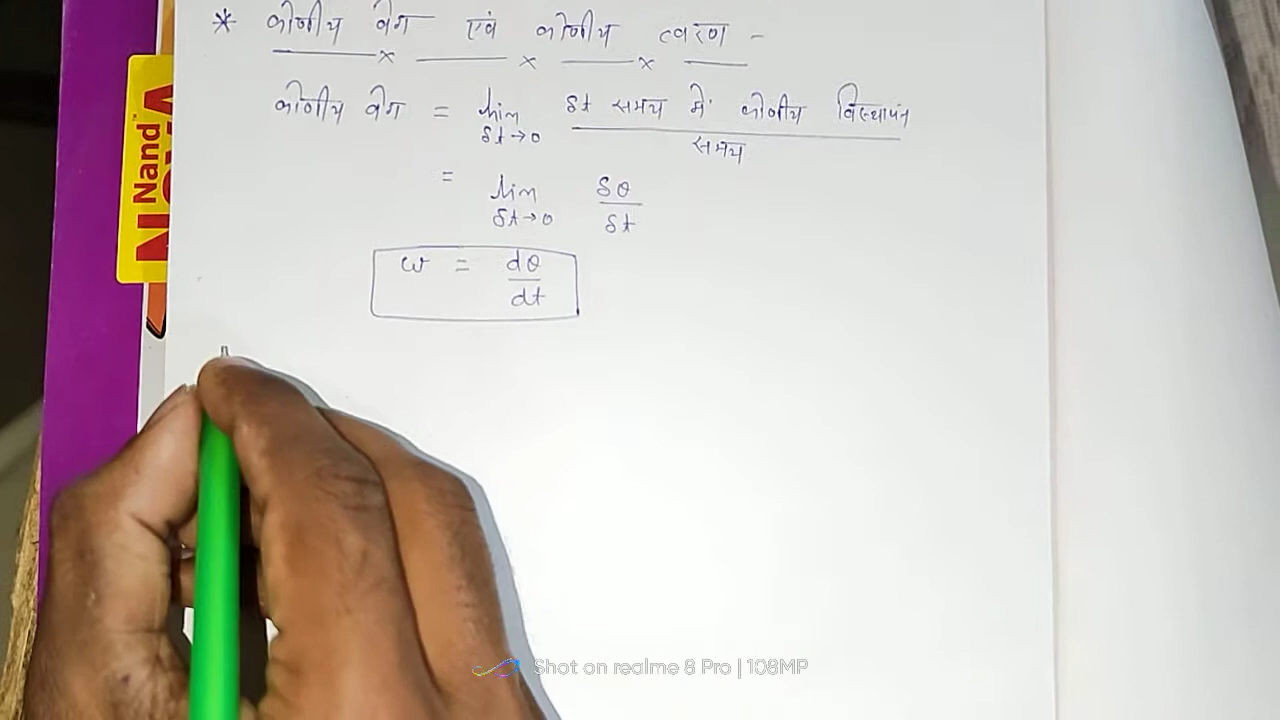 * कोणीय वेग एवं कोणीय त्वरण -
कोणीय वेग = lim δt→0 δt समय में कोणीय विस्थापन / समय
= lim δt→0 δθ / δt
ω = dθ / dt
Nand
Shot on realme 8 Pro | 108MP